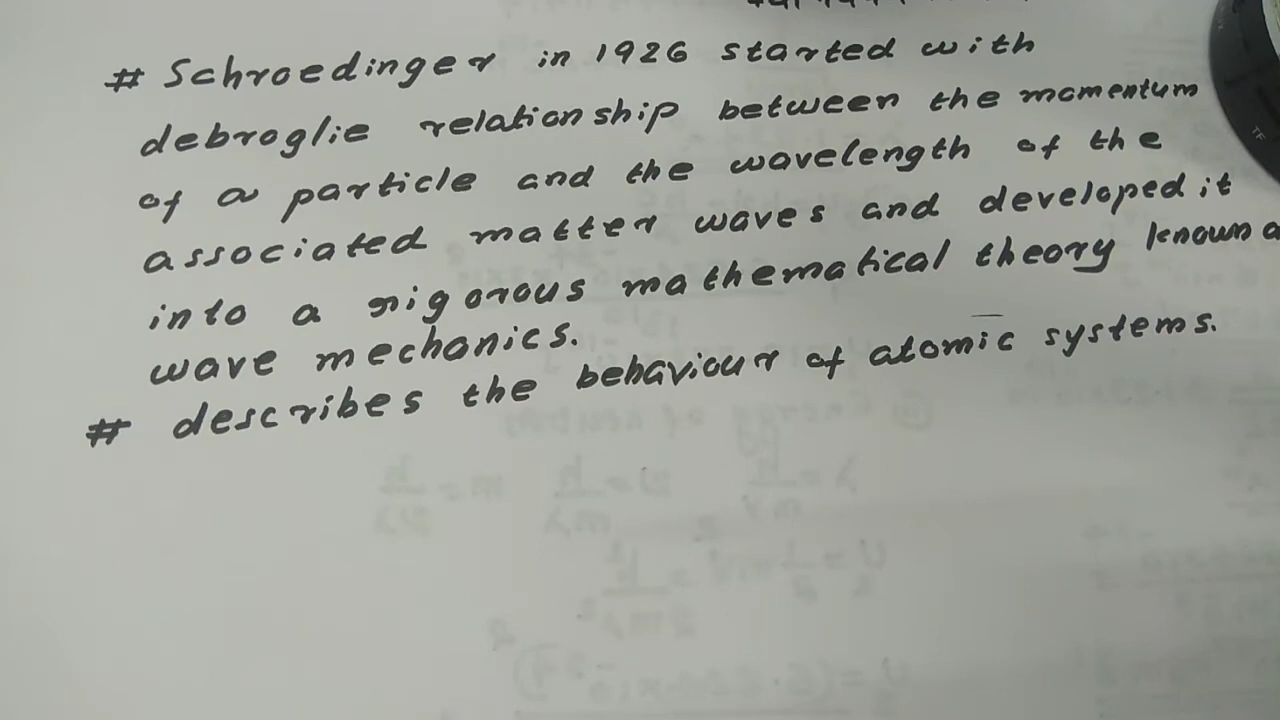 # Schroedinger in 1926 started with
debroglie relationship between the momentum
of a particle and the wavelength of the
associated matter waves and developed it
into a rigorous mathematical theory known a
wave mechanics.
# describes the behaviour of atomic systems.